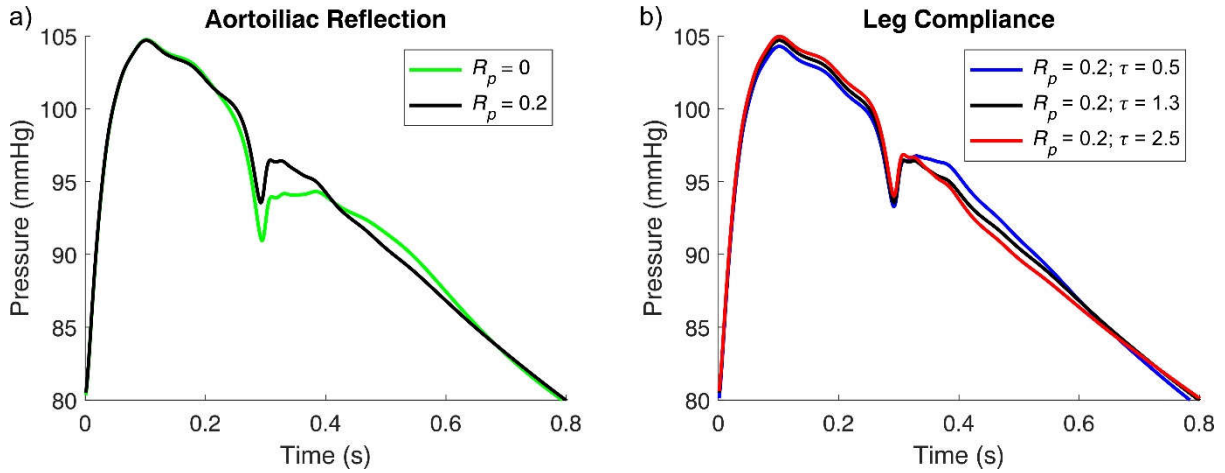 a)
Aortoiliac Reflection
Pressure (mmHg)
105
100
95
90
85
80
0
0.2
0.4
0.6
0.8
Time (s)
R_p = 0
R_p = 0.2
b)
Leg Compliance
Pressure (mmHg)
105
100
95
90
85
80
0
0.2
0.4
0.6
0.8
Time (s)
R_p = 0.2; τ = 0.5
R_p = 0.2; τ = 1.3
R_p = 0.2; τ = 2.5